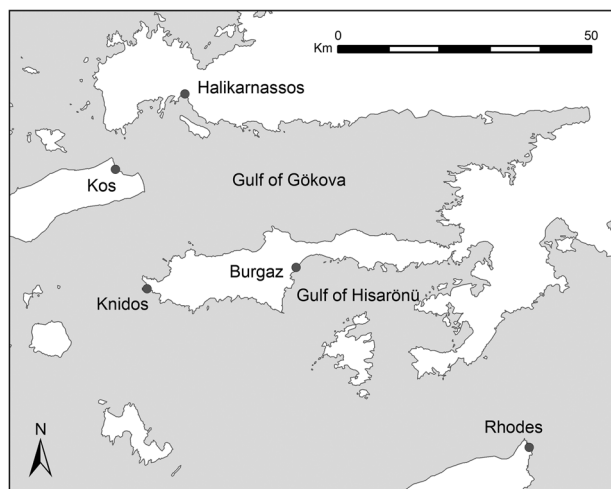 0
50
Km
Halikarnassos
Kos
Gulf of Gökova
Burgaz
Knidos
Gulf of Hisarönü
N
Rhodes